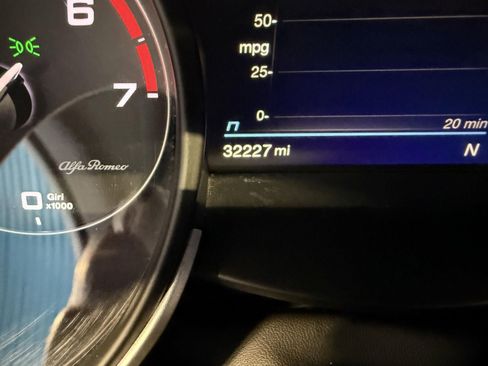 6
7
Alfa Romeo
0
Giri
x1000
50-
mpg
25-
0-
n
20 min
32227 mi
N